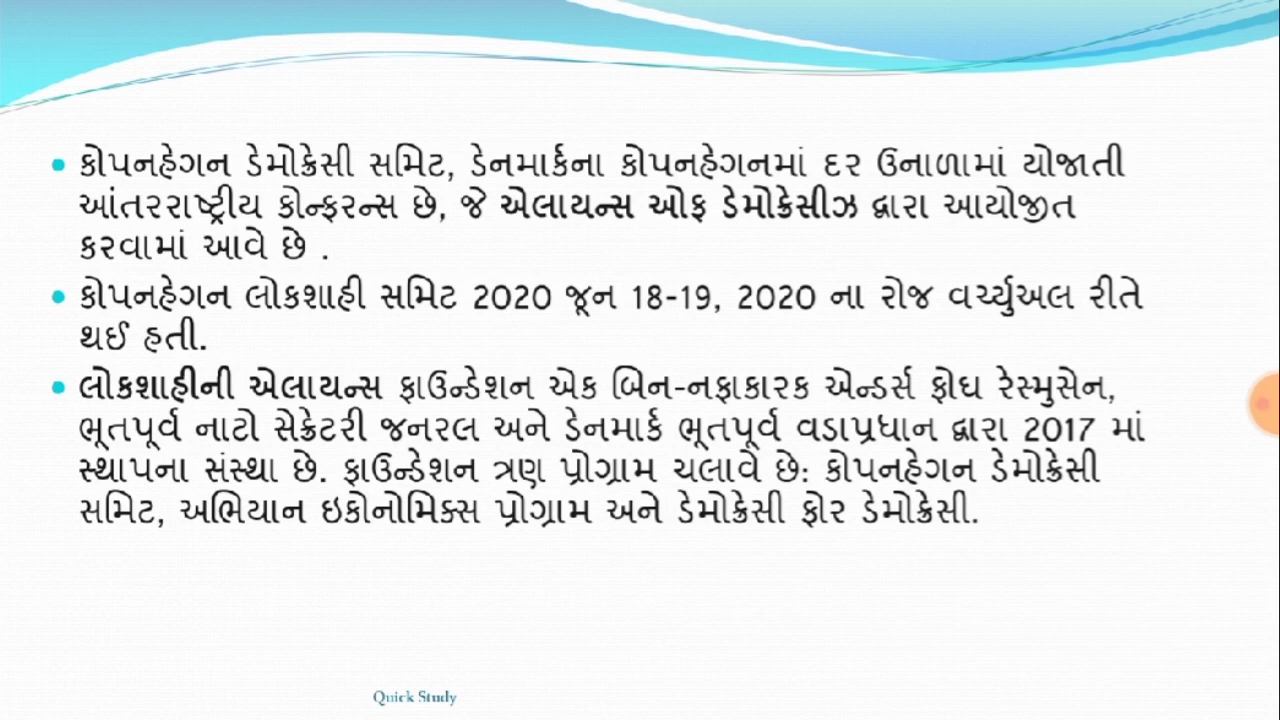 કોપનહેગન ડેમોક્રેસી સમિટ, ડેનમાર્કના કોપનહેગનમાં દર ઉનાળામાં યોજાતી
આંતરરાષ્ટ્રીય કોન્ફરન્સ છે, જે એલાયન્સ ઓફ ડેમોક્રેસીઝ દ્વારા આયોજીત
કરવામાં આવે છે .
કોપનહેગન લોકશાહી સમિટ 2020 જૂન 18-19, 2020 ના રોજ વર્ચ્યુઅલ રીતે
થઈ હતી.
લોકશાહીની એલાયન્સ ફાઉન્ડેશન એક બિન-નફાકારક એન્ડર્સ ફોઘ રેસ્મુસેન,
ભૂતપૂર્વ નાટો સેક્રેટરી જનરલ અને ડેનમાર્ક ભૂતપૂર્વ વડાપ્રધાન દ્વારા 2017 માં
સ્થાપના સંસ્થા છે. ફાઉન્ડેશન ત્રણ પ્રોગ્રામ ચલાવે છે: કોપનહેગન ડેમોક્રેસી
સમિટ, અભિયાન ઇકોનોમિક્સ પ્રોગ્રામ અને ડેમોક્રેસી ફોર ડેમોક્રેસી.
Quick Study